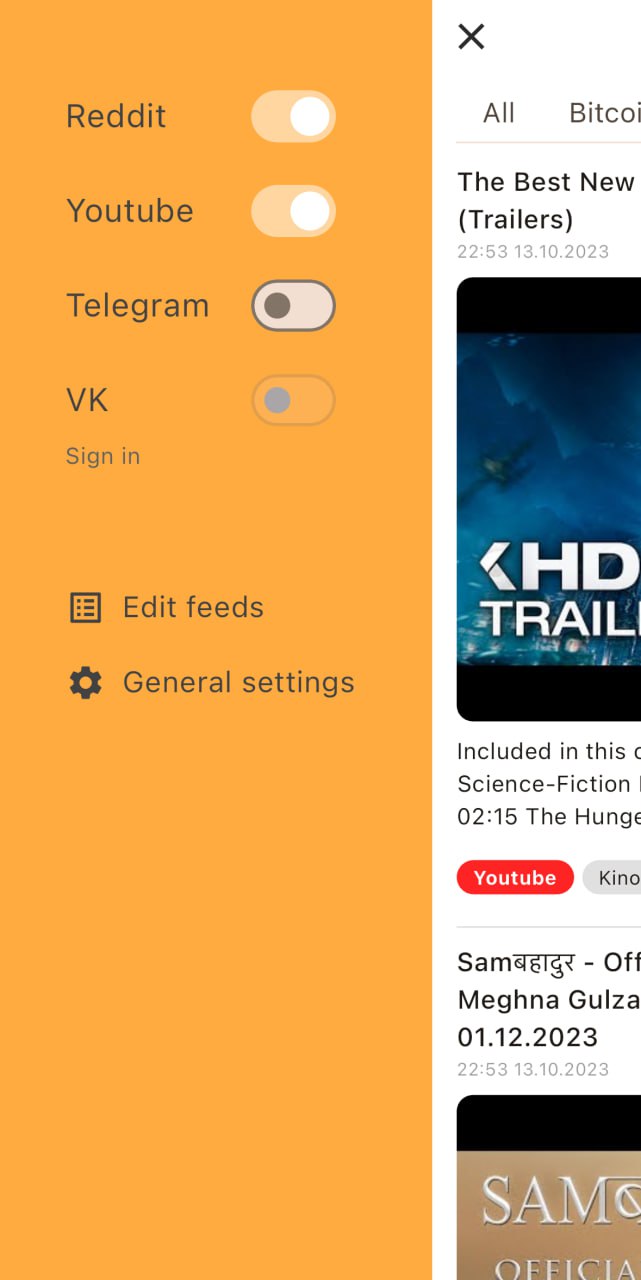 Reddit
Youtube
Telegram
VK
Sign in
Edit feeds
General settings
All Bitcoi
The Best New
(Trailers)
22:53 13.10.2023
KHD
TRAIL
Included in this
Science-Fiction
02:15 The Hunge
Youtube Kino
Samबहादुर - Off
Meghna Gulza
01.12.2023
22:53 13.10.2023
SAM
OFFICIA